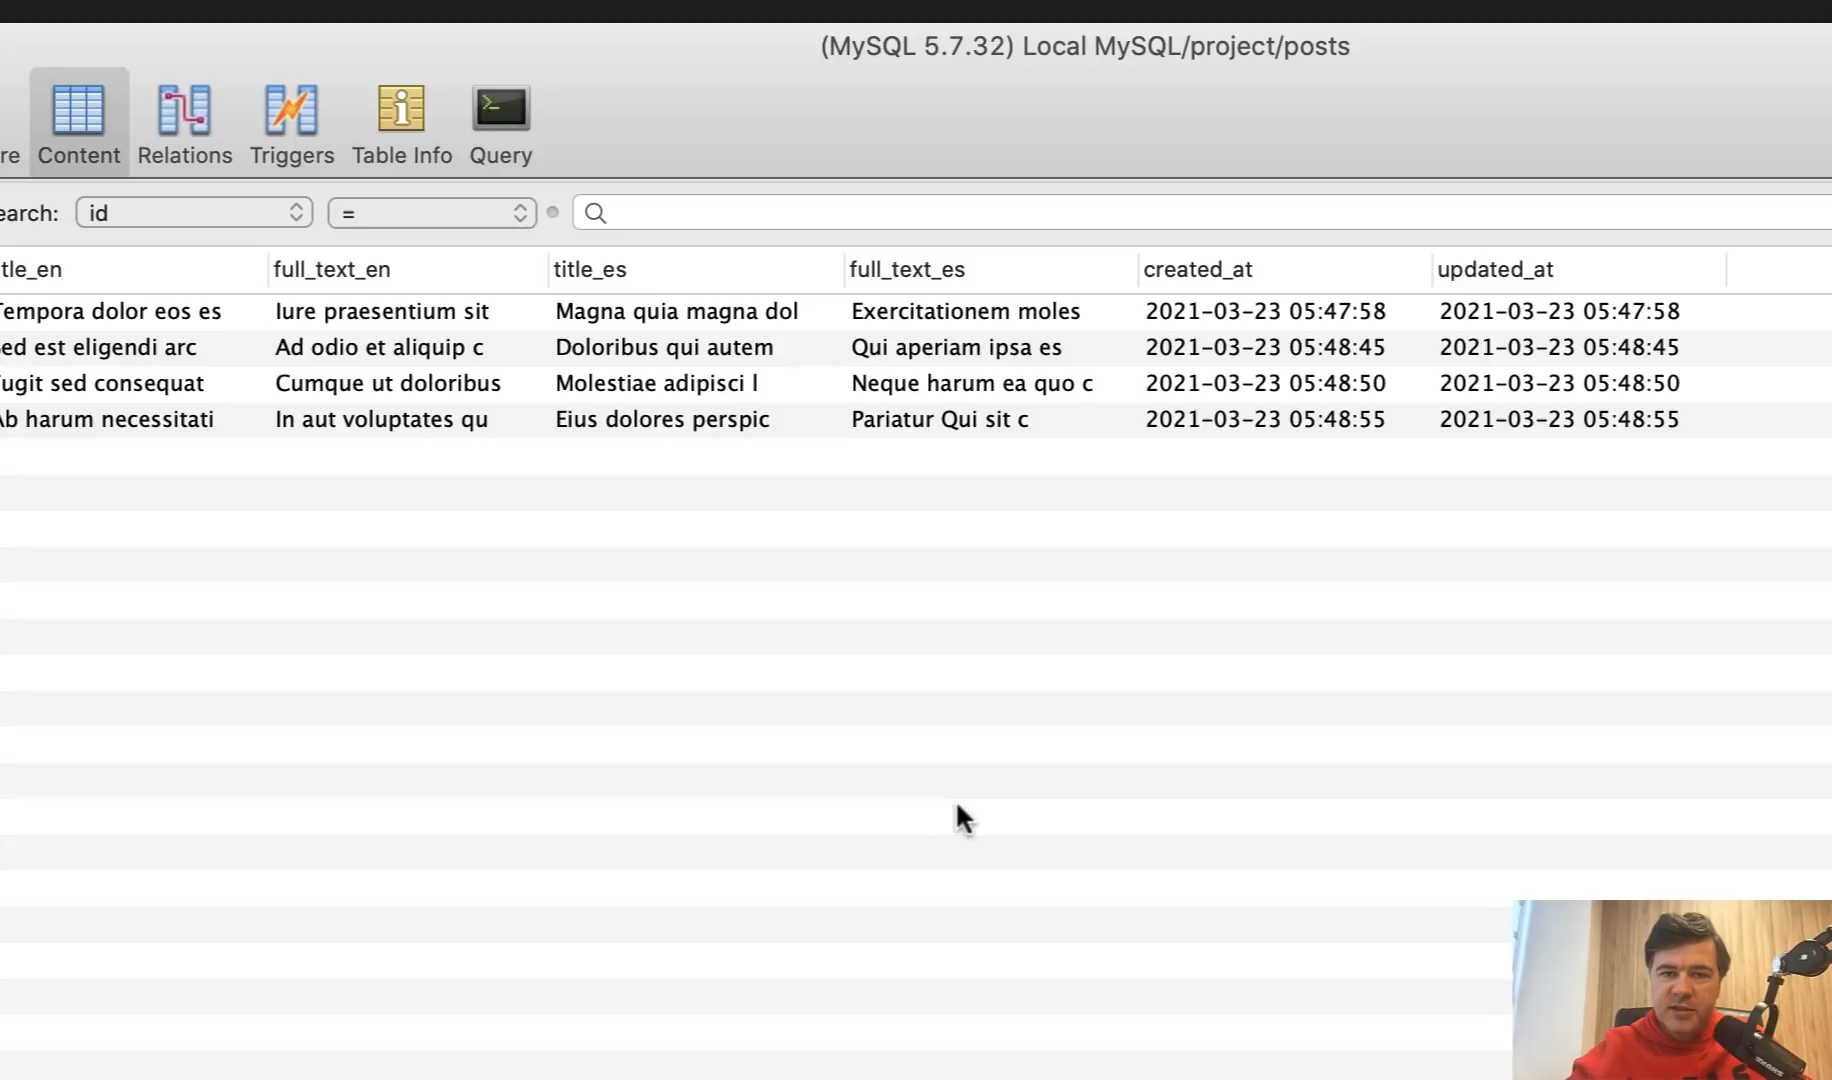 (MySQL 5.7.32) Local MySQL/project/posts
re Content Relations Triggers Table Info Query
earch: id =
tle_en full_text_en title_es full_text_es created_at updated_at
Tempora dolor eos es Iure praesentium sit Magna quia magna dol Exercitationem moles 2021-03-23 05:47:58 2021-03-23 05:47:58
ed est eligendi arc Ad odio et aliquip c Doloribus qui autem Qui aperiam ipsa es 2021-03-23 05:48:45 2021-03-23 05:48:45
ugit sed consequat Cumque ut doloribus Molestiae adipisci l Neque harum ea quo c 2021-03-23 05:48:50 2021-03-23 05:48:50
Ab harum necessitati In aut voluptates qu Eius dolores perspic Pariatur Qui sit c 2021-03-23 05:48:55 2021-03-23 05:48:55